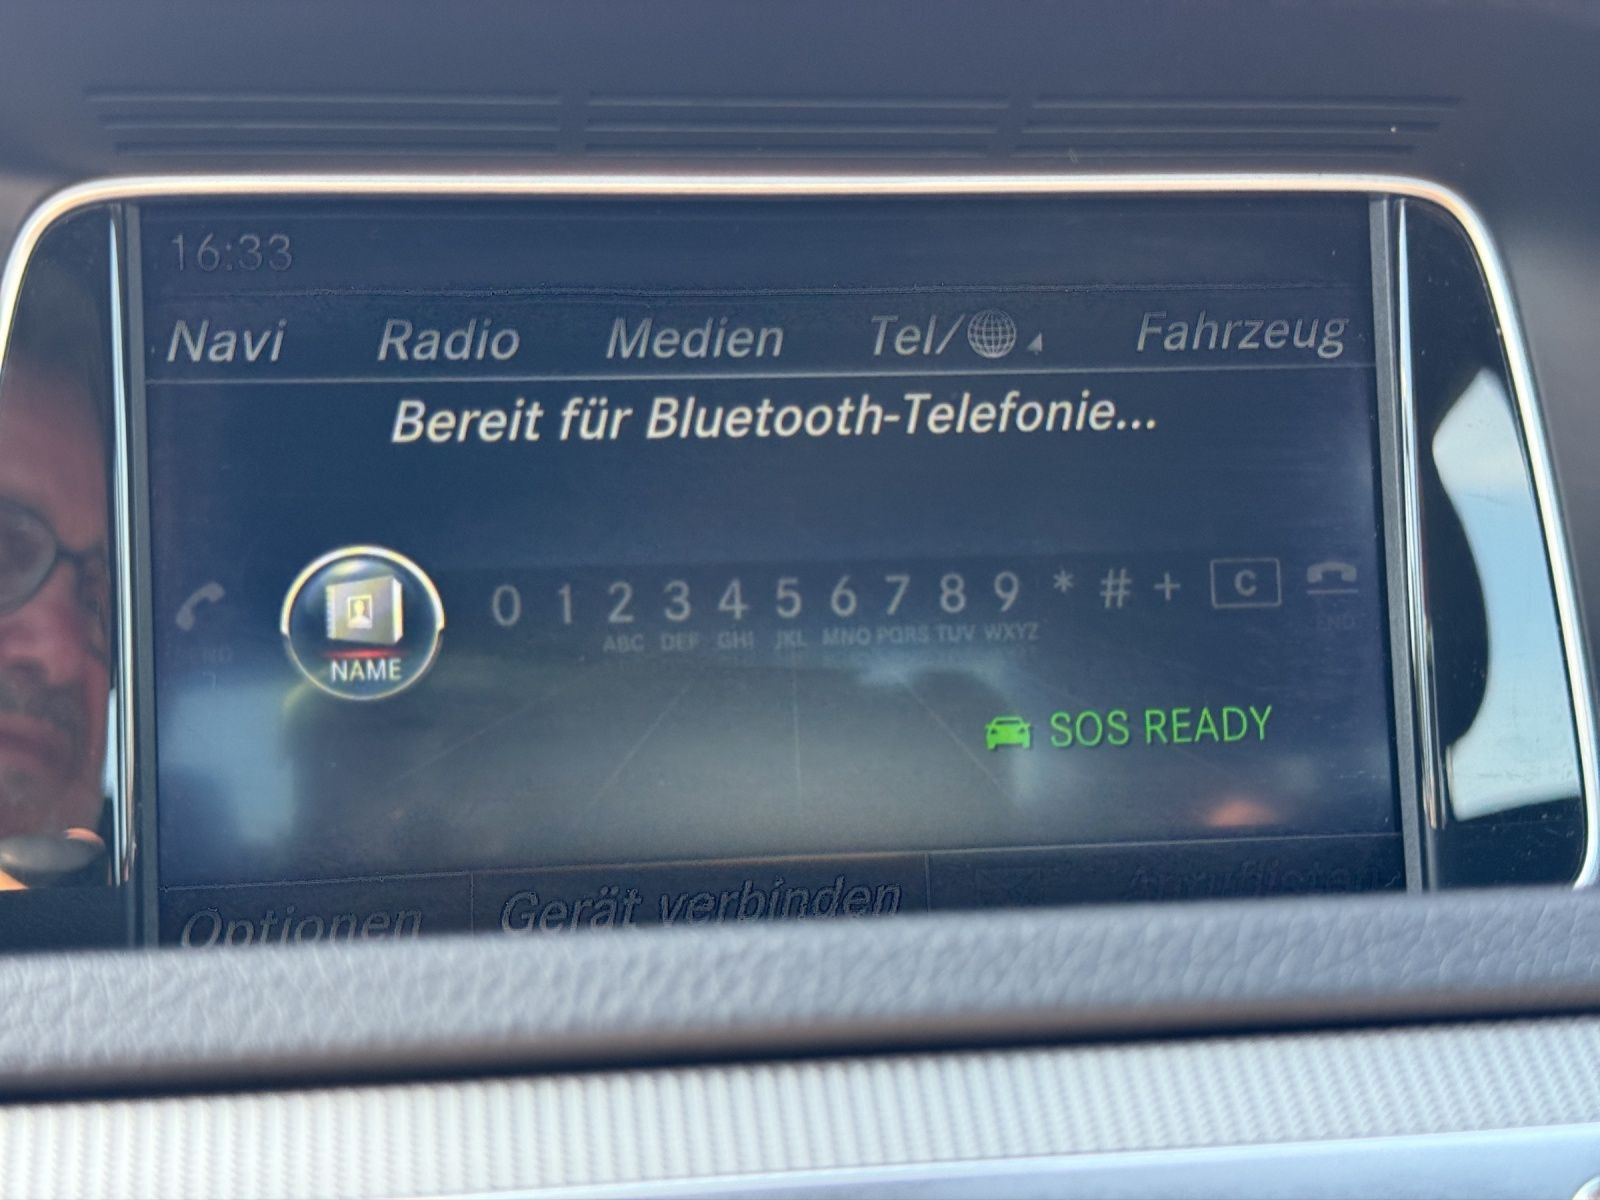 16:33
Navi Radio Medien Tel/ Fahrzeug
Bereit für Bluetooth-Telefonie...
NAME 0 1 2 3 4 5 6 7 8 9 * # + C
ABC DEF GHI JKL MNO PQRS TUV WXYZ END
SOS READY
Optionen Gerät verbinden